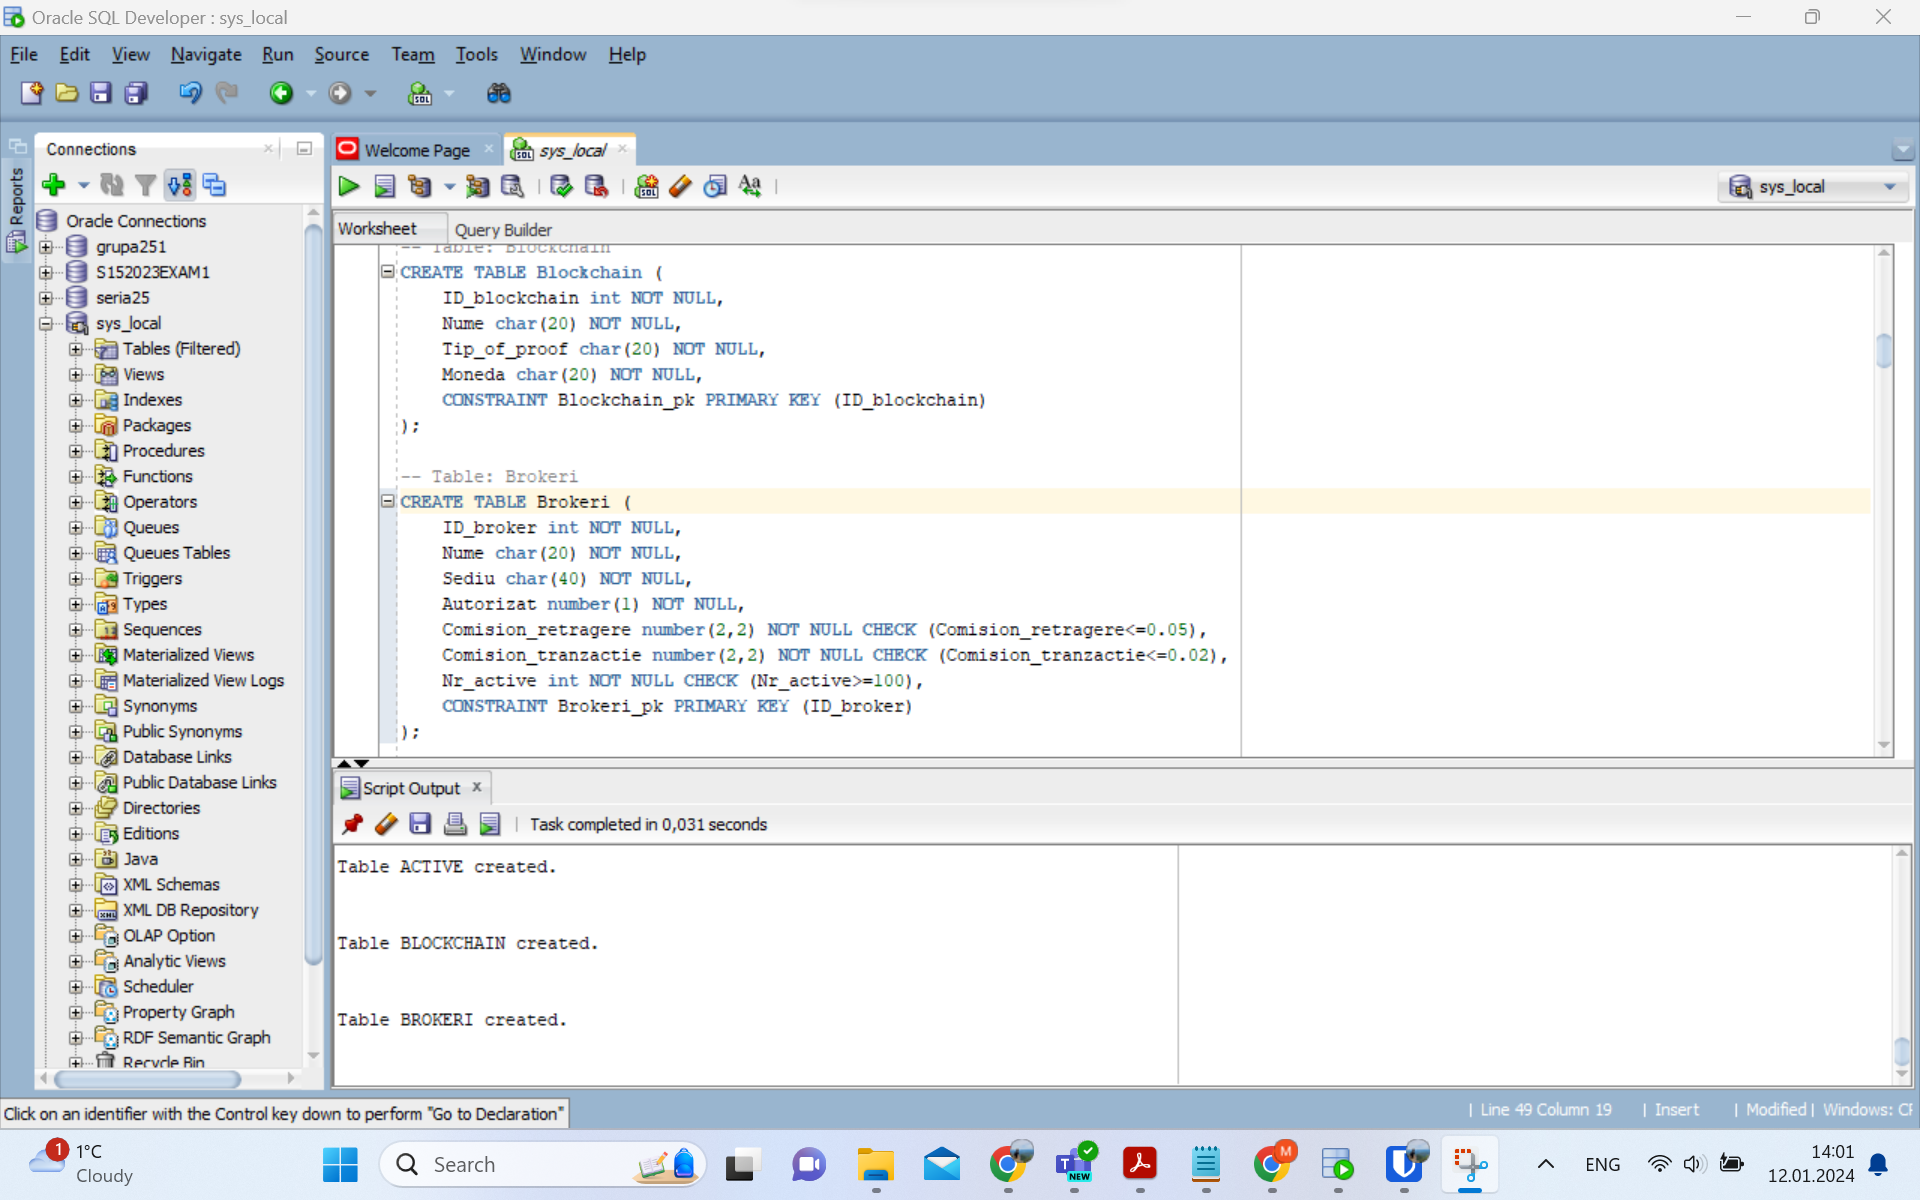 Oracle SQL Developer : sys_local
File Edit View Navigate Run Source Team Tools Window Help
Connections
Reports
Oracle Connections
grupa251
S152023EXAM1
seria25
sys_local
Tables (Filtered)
Views
Indexes
Packages
Procedures
Functions
Operators
Queues
Queues Tables
Triggers
Types
Sequences
Materialized Views
Materialized View Logs
Synonyms
Public Synonyms
Database Links
Public Database Links
Directories
Editions
Java
XML Schemas
XML DB Repository
OLAP Option
Analytic Views
Scheduler
Property Graph
RDF Semantic Graph
Recycle Bin
Welcome Page
sys_local
sys_local
Worksheet Query Builder
-- Table: Blockchain
CREATE TABLE Blockchain (
ID_blockchain int NOT NULL,
Nume char(20) NOT NULL,
Tip_of_proof char(20) NOT NULL,
Moneda char(20) NOT NULL,
CONSTRAINT Blockchain_pk PRIMARY KEY (ID_blockchain)
);
-- Table: Brokeri
CREATE TABLE Brokeri (
ID_broker int NOT NULL,
Nume char(20) NOT NULL,
Sediu char(40) NOT NULL,
Autorizat number(1) NOT NULL,
Comision_retragere number(2,2) NOT NULL CHECK (Comision_retragere<=0.05),
Comision_tranzactie number(2,2) NOT NULL CHECK (Comision_tranzactie<=0.02),
Nr_active int NOT NULL CHECK (Nr_active>=100),
CONSTRAINT Brokeri_pk PRIMARY KEY (ID_broker)
);
Script Output
Task completed in 0,031 seconds
Table ACTIVE created.
Table BLOCKCHAIN created.
Table BROKERI created.
Click on an identifier with the Control key down to perform "Go to Declaration"
| Line 49 Column 19 | Insert | Modified | Windows: CF
1
1°C
Cloudy
Search
NEW
M
ENG
14:01
12.01.2024